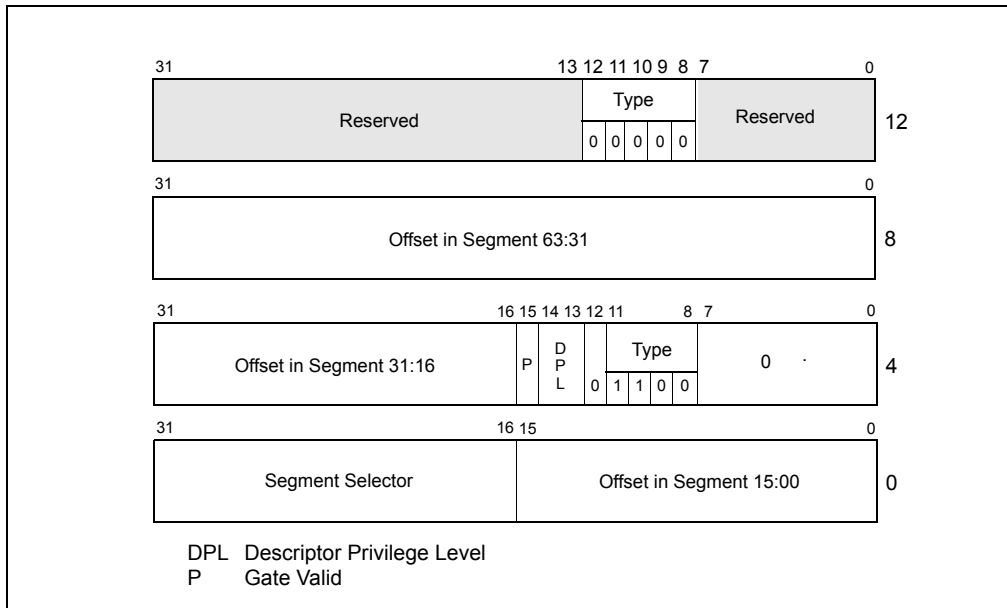 31 13 12 11 10 9 8 7 0
Reserved Type Reserved 12
0 0 0 0 0
31 0
Offset in Segment 63:31 8
31 16 15 14 13 12 11 8 7 0
Offset in Segment 31:16 P DPL Type 0 4
0 1 1 0 0
31 16 15 0
Segment Selector Offset in Segment 15:00 0
DPL Descriptor Privilege Level
P Gate Valid